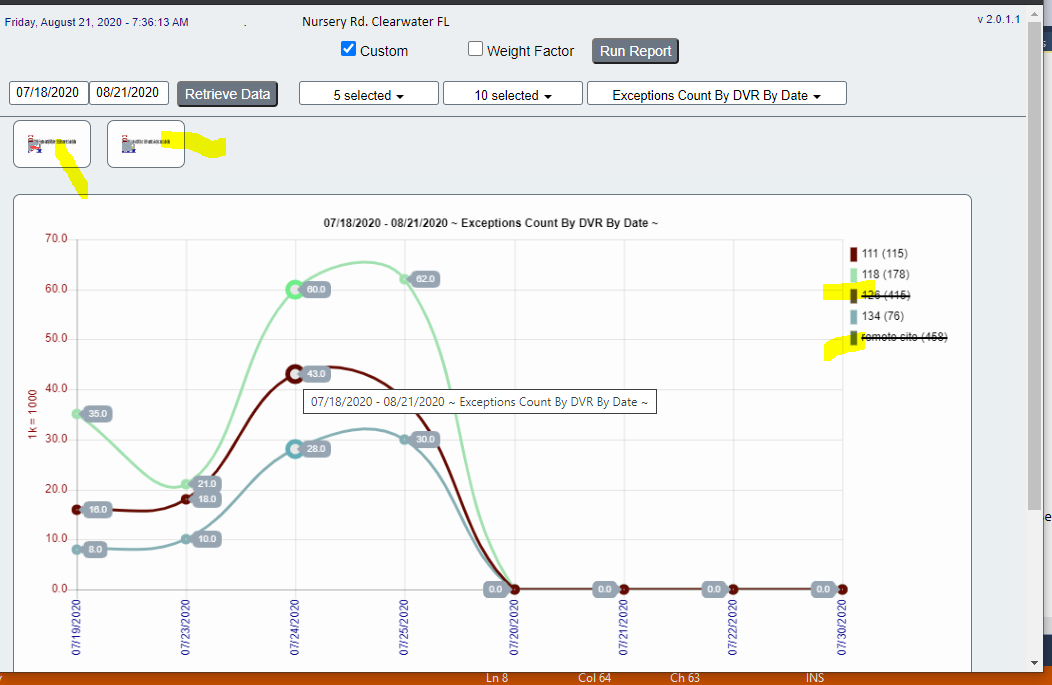 Friday, August 21, 2020 - 7:36:13 AM . Nursery Rd. Clearwater FL v 2.0.1.1
Custom Weight Factor Run Report
07/18/2020 08/21/2020 Retrieve Data 5 selected 10 selected Exceptions Count By DVR By Date
07/18/2020 - 08/21/2020 ~ Exceptions Count By DVR By Date ~
70.0
111 (115)
118 (178)
60.0 60.0 62.0
126 (415)
134 (76)
50.0
remote site (458)
40.0 43.0
07/18/2020 - 08/21/2020 ~ Exceptions Count By DVR By Date ~
35.0
1k = 1000
30.0 28.0 30.0
20.0 21.0
18.0
16.0
10.0 10.0
8.0
0.0 0.0 0.0 0.0 0.0
07/19/2020 07/23/2020 07/24/2020 07/25/2020 07/20/2020 07/21/2020 07/22/2020 07/30/2020
Ln 8 Col 64 Ch 63 INS